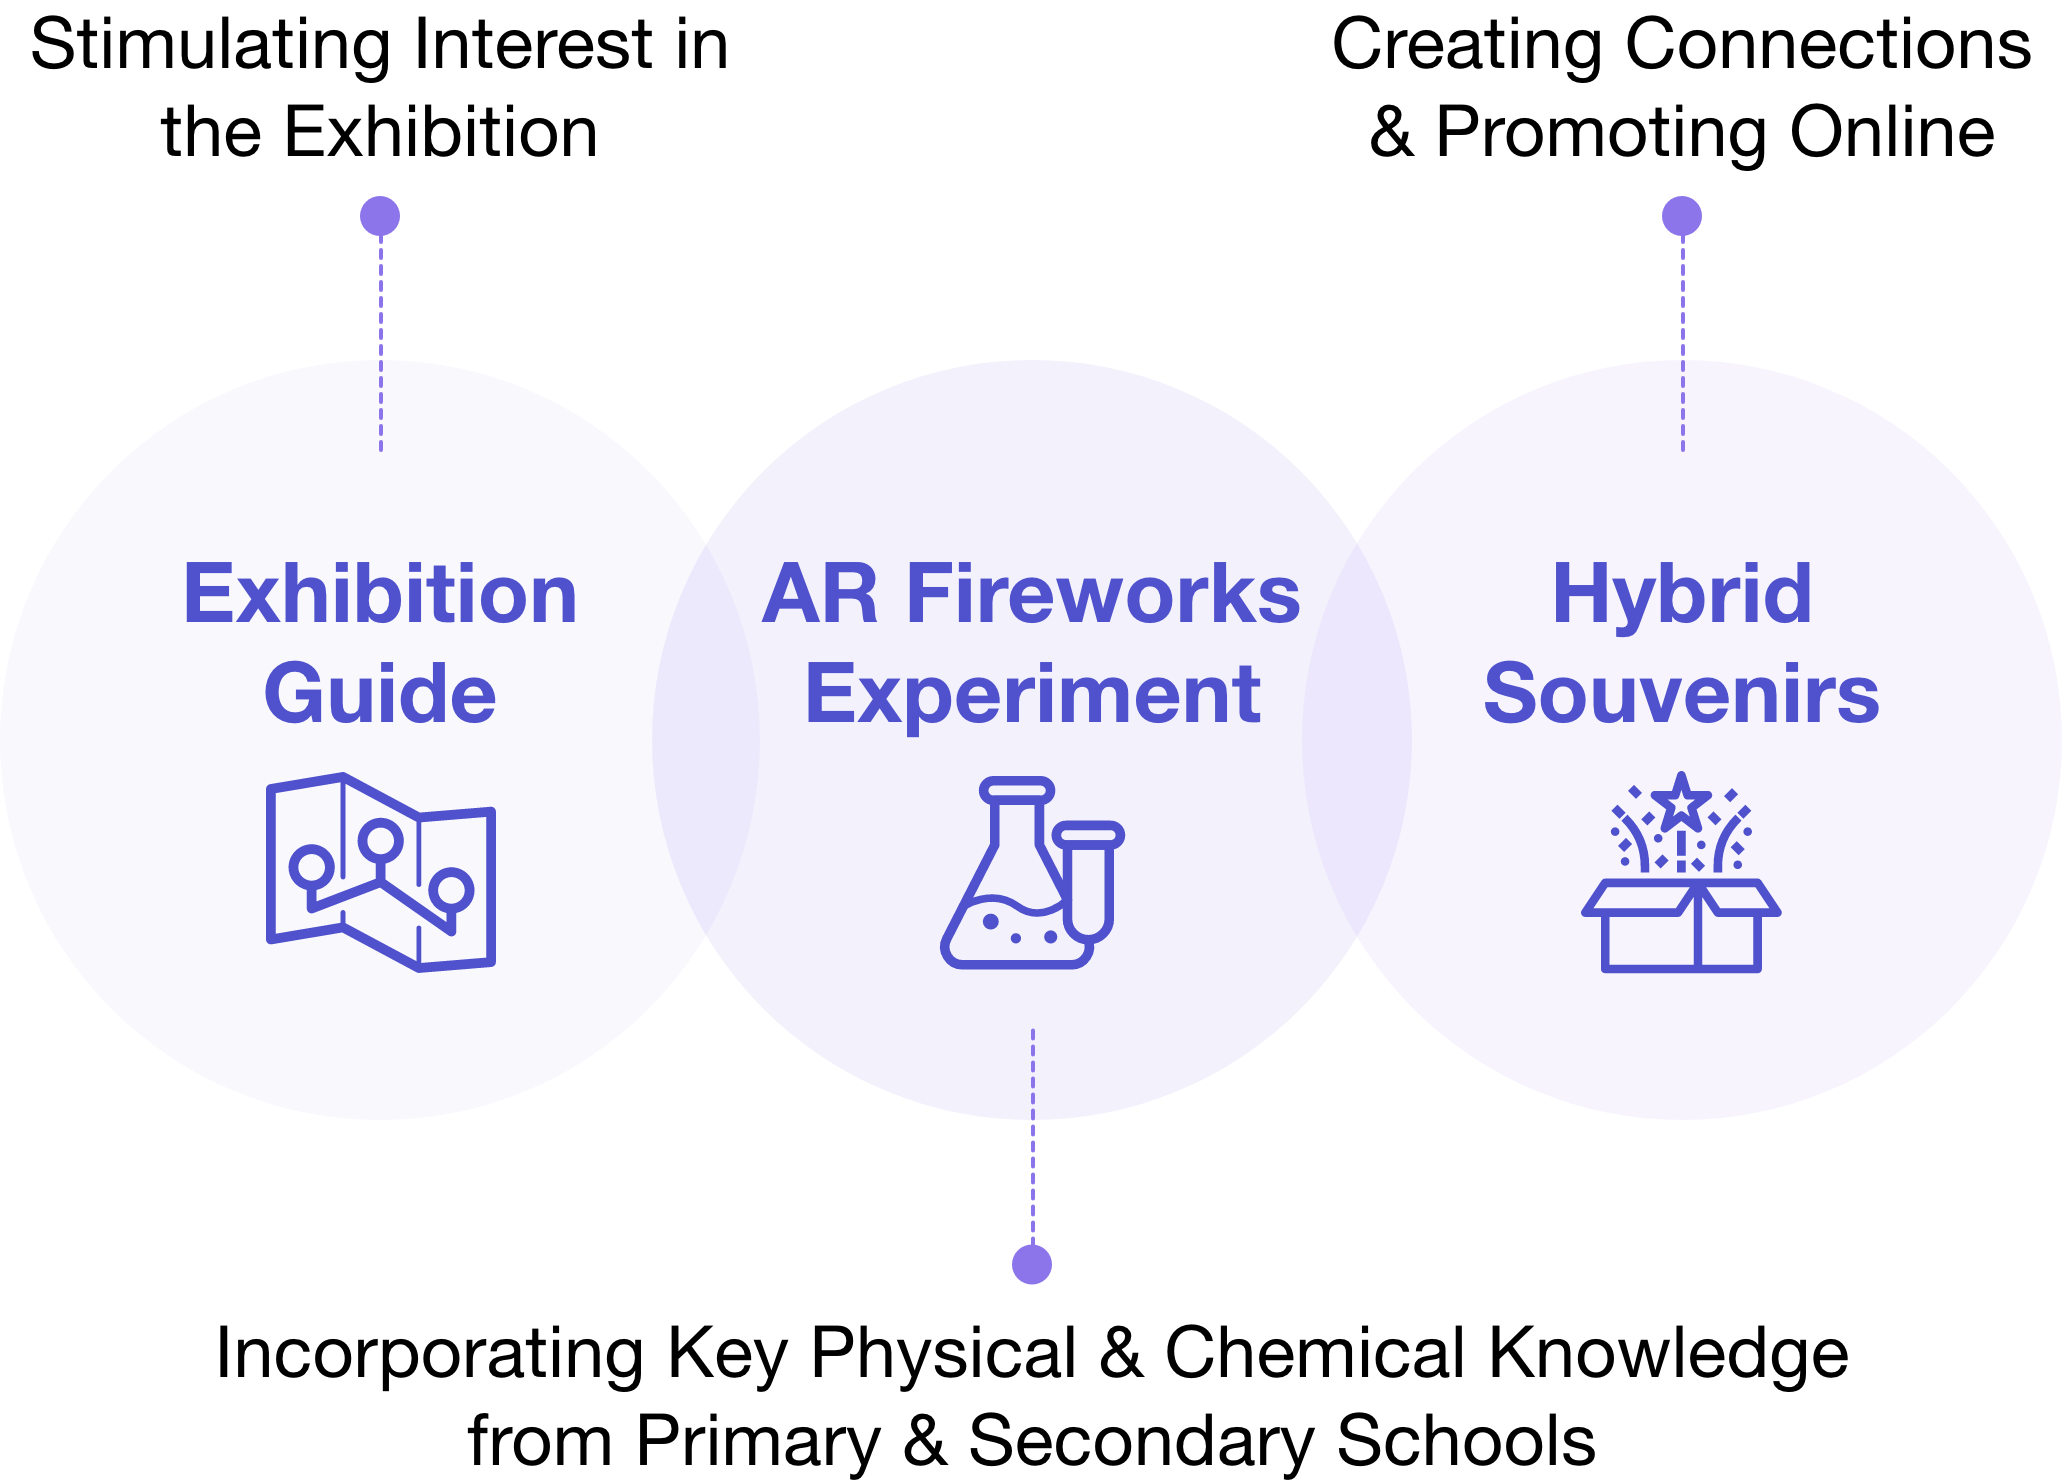 Stimulating Interest in
the Exhibition
Creating Connections
& Promoting Online
Exhibition
Guide
AR Fireworks
Experiment
Hybrid
Souvenirs
Incorporating Key Physical & Chemical Knowledge
from Primary & Secondary Schools